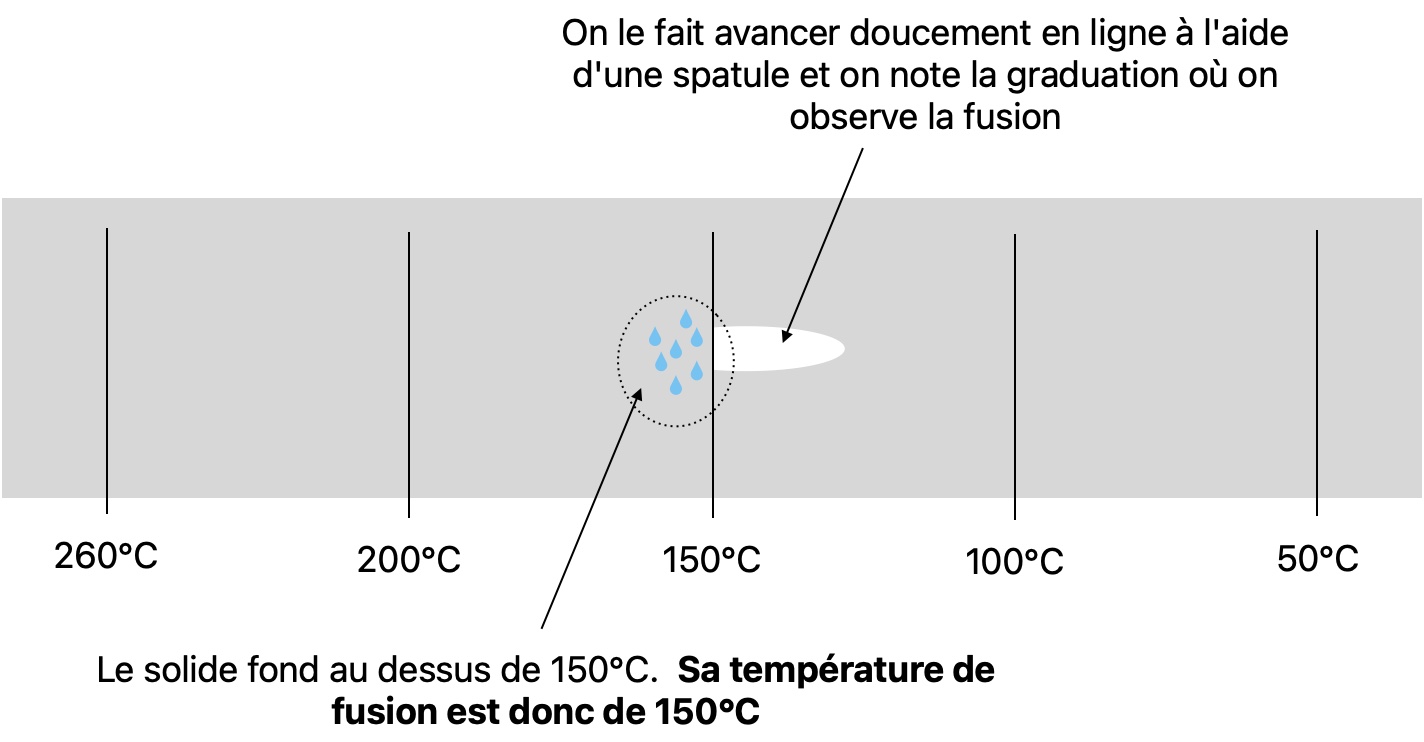 On le fait avancer doucement en ligne à l'aide
d'une spatule et on note la graduation où on
observe la fusion
260°C
200°C
150°C
100°C
50°C
Le solide fond au dessus de 150°C. Sa température de
fusion est donc de 150°C